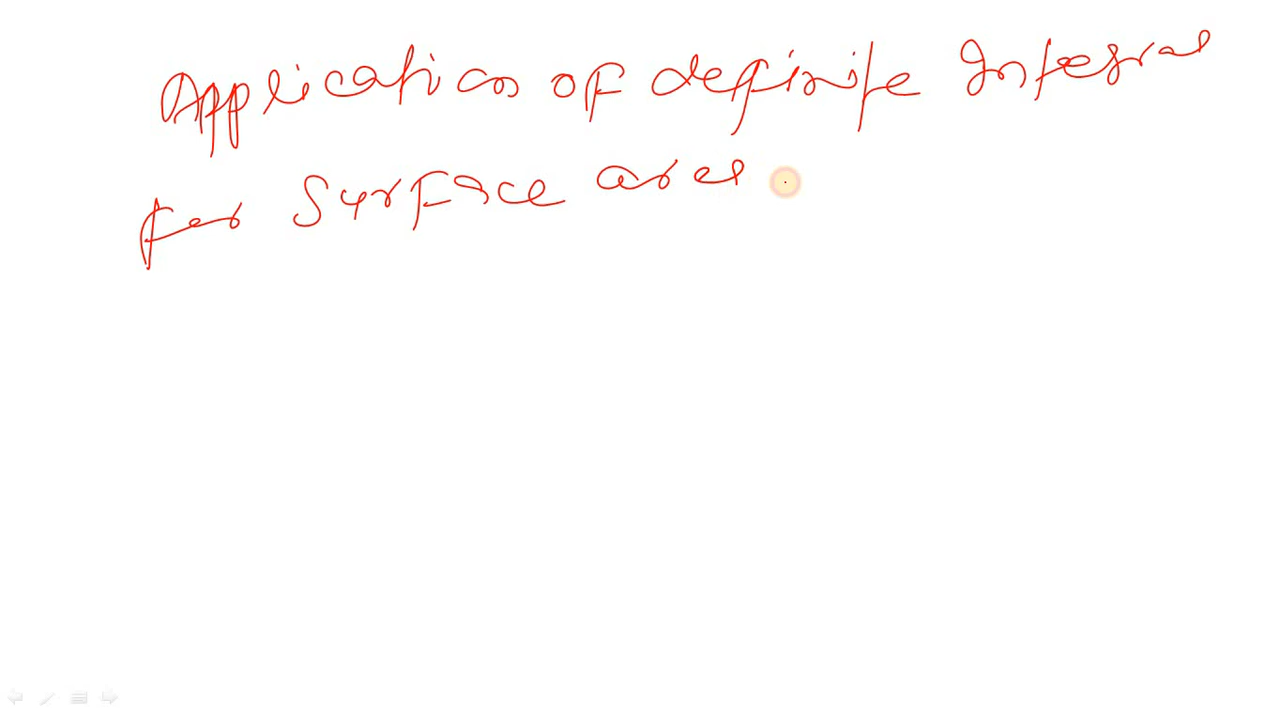 Application of definite Integral
for Surface area